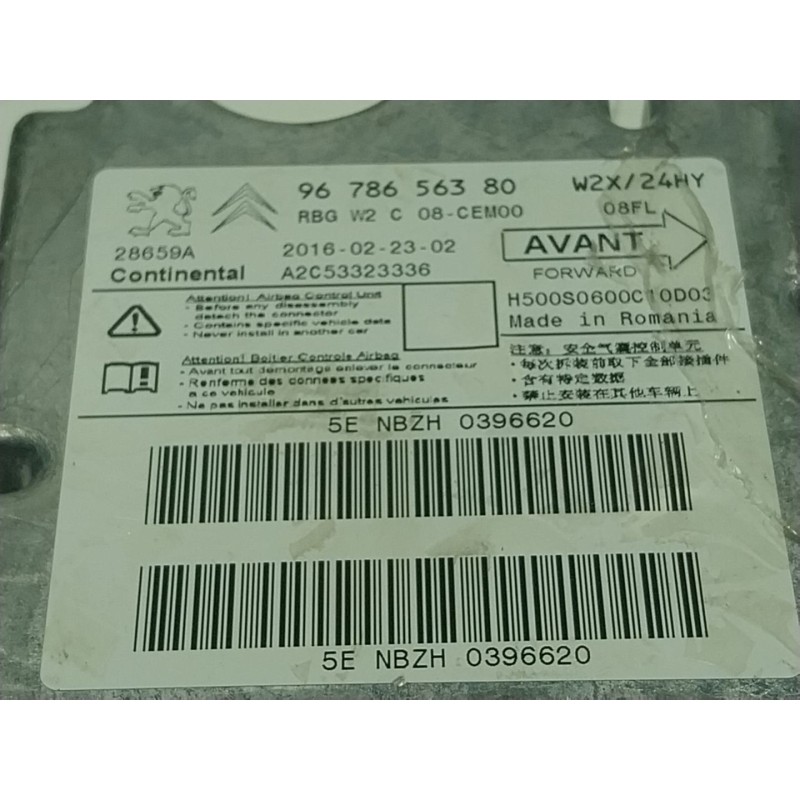 96 786 563 80 W2X/24HY
RBG W2 C 08-CEM00 08FL
28659A 2016-02-23-02 AVANT
Continental A2C53323336 FORWARD
H500S0600C10D03
Made in Romania
Attention! Airbag Control Unit
- Before any disassembly
detach the connector
- Contains specific vehicle data
- Never install in another car
Attention! Boitier Controle Airbag
- Avant tout demontage enlever le connecteur
- Renferme des donnees specifiques
a ce vehicule
- Ne pas installer dans d'autres vehicules
注意: 安全气囊控制单元
• 每次拆装前取下全部接插件
• 含有特定数据
• 禁止安装在其他车辆上
5E NBZH 0396620
5E NBZH 0396620